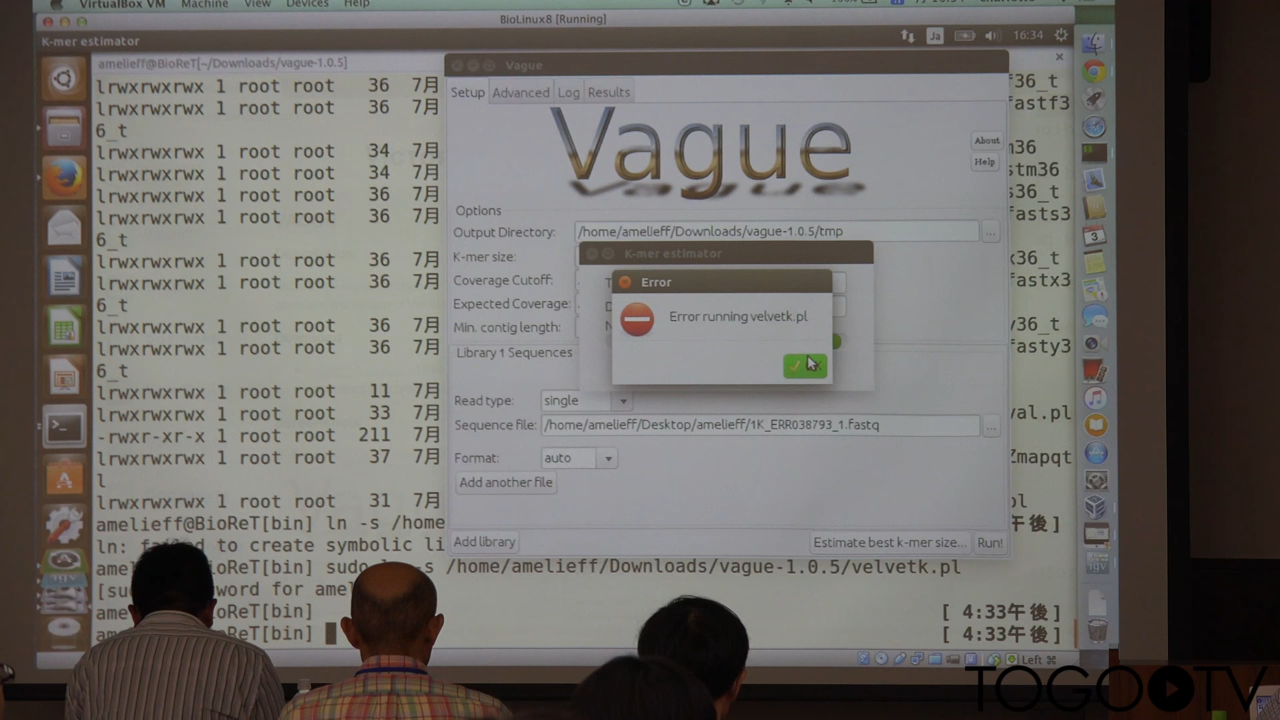 VirtualBox VM Machine View Devices Help
BioLinux8 [Running]
K-mer estimator
Ja
16:34
amelieff@BioReT[~/Downloads/vague-1.0.5]
lrwxrwxrwx 1 root root 36 7月
lrwxrwxrwx 1 root root 36 7月
6_t
lrwxrwxrwx 1 root root 34 7月
lrwxrwxrwx 1 root root 34 7月
lrwxrwxrwx 1 root root 36 7月
lrwxrwxrwx 1 root root 36 7月
6_t
lrwxrwxrwx 1 root root 36 7月
lrwxrwxrwx 1 root root 36 7月
6_t
lrwxrwxrwx 1 root root 36 7月
lrwxrwxrwx 1 root root 36 7月
6_t
lrwxrwxrwx 1 root root 11 7月
lrwxrwxrwx 1 root root 33 7月
-rwxr-xr-x 1 root root 211 7月
lrwxrwxrwx 1 root root 37 7月
l
lrwxrwxrwx 1 root root 31 7月
amelieff@BioReT[bin] ln -s /home
午後]
ln: failed to create symbolic li
sudo -s /home/amelieff/Downloads/vague-1.0.5/velvetk.pl
[sudo word for amel
[ 4:33午後]
[ 4:33午後]
Vague
Setup Advanced Log Results
Vague
About
Help
Options
Output Directory: /home/amelieff/Downloads/vague-1.0.5/tmp ...
K-mer size:
Coverage Cutoff:
Expected Coverage:
Min. contig length:
K-mer estimator
Error
Error running velvetk.pl
Library 1 Sequences
Read type: single
Sequence file: /home/amelieff/Desktop/amelieff/1K_ERR038793_1.fastq ...
Format: auto
Add another file
Add library
Estimate best k-mer size... Run!
f36_t
fastf3
m36
stm36
s36_t
fasts3
x36_t
fastx3
y36_t
fasty3
val.pl
Zmapqt
pl
Left ⌘
TOGO TV